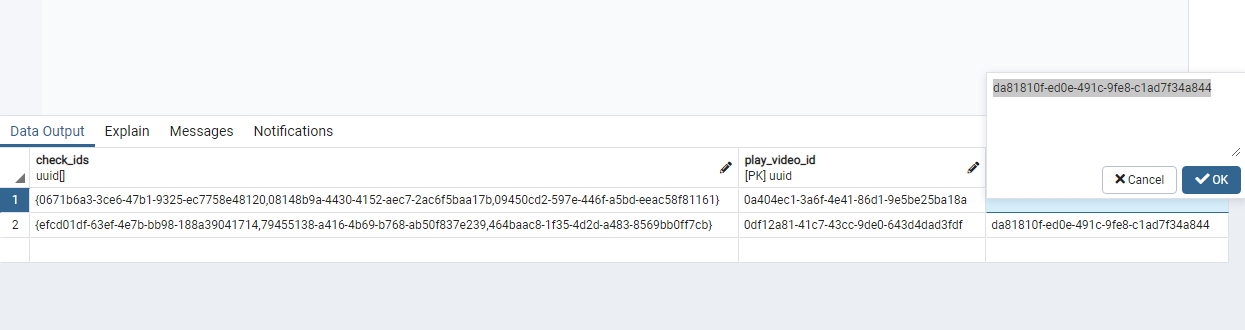 da81810f-ed0e-491c-9fe8-c1ad7f34a844
Cancel
OK
Data Output Explain Messages Notifications
check_ids
uuid[]
play_video_id
[PK] uuid
1 {0671b6a3-3ce6-47b1-9325-ec7758e48120,08148b9a-4430-4152-aec7-2ac6f5baa17b,09450cd2-597e-446f-a5bd-eeac58f81161} 0a404ec1-3a6f-4e41-86d1-9e5be25ba18a
2 {efcd01df-63ef-4e7b-bb98-188a39041714,79455138-a416-4b69-b768-ab50f837e239,464baac8-1f35-4d2d-a483-8569bb0ff7cb} 0df12a81-41c7-43cc-9de0-643d4dad3fdf da81810f-ed0e-491c-9fe8-c1ad7f34a844